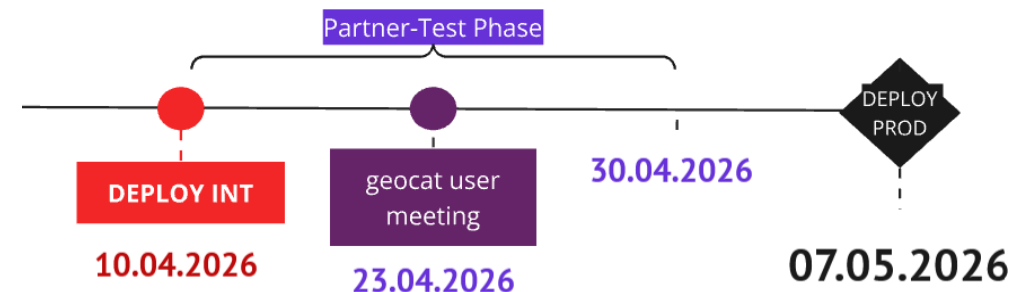 Partner-Test Phase
DEPLOY
PROD
DEPLOY INT
geocat user
meeting
30.04.2026
10.04.2026
23.04.2026
07.05.2026